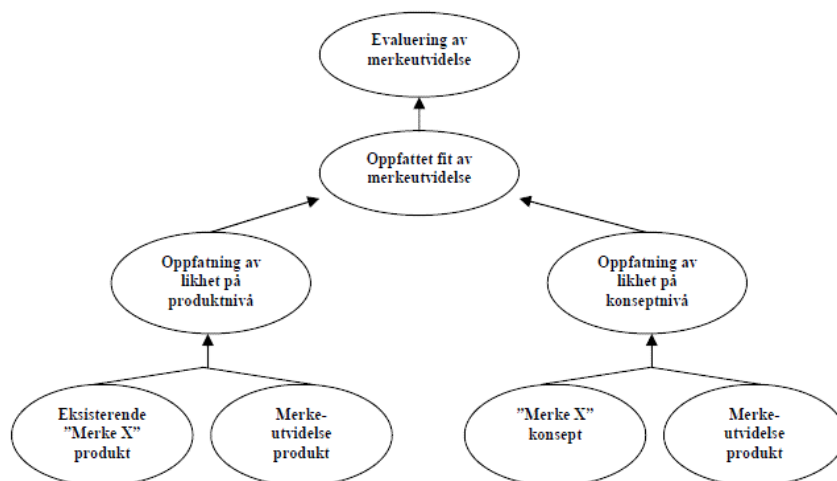 Evaluering av
merkeutvidelse
Oppfattet fit av
merkeutvidelse
Oppfatning av
likhet på
produktnivå
Oppfatning av
likhet på
konseptnivå
Eksisterende
”Merke X”
produkt
Merke-
utvidelse
produkt
”Merke X”
konsept
Merke-
utvidelse
produkt